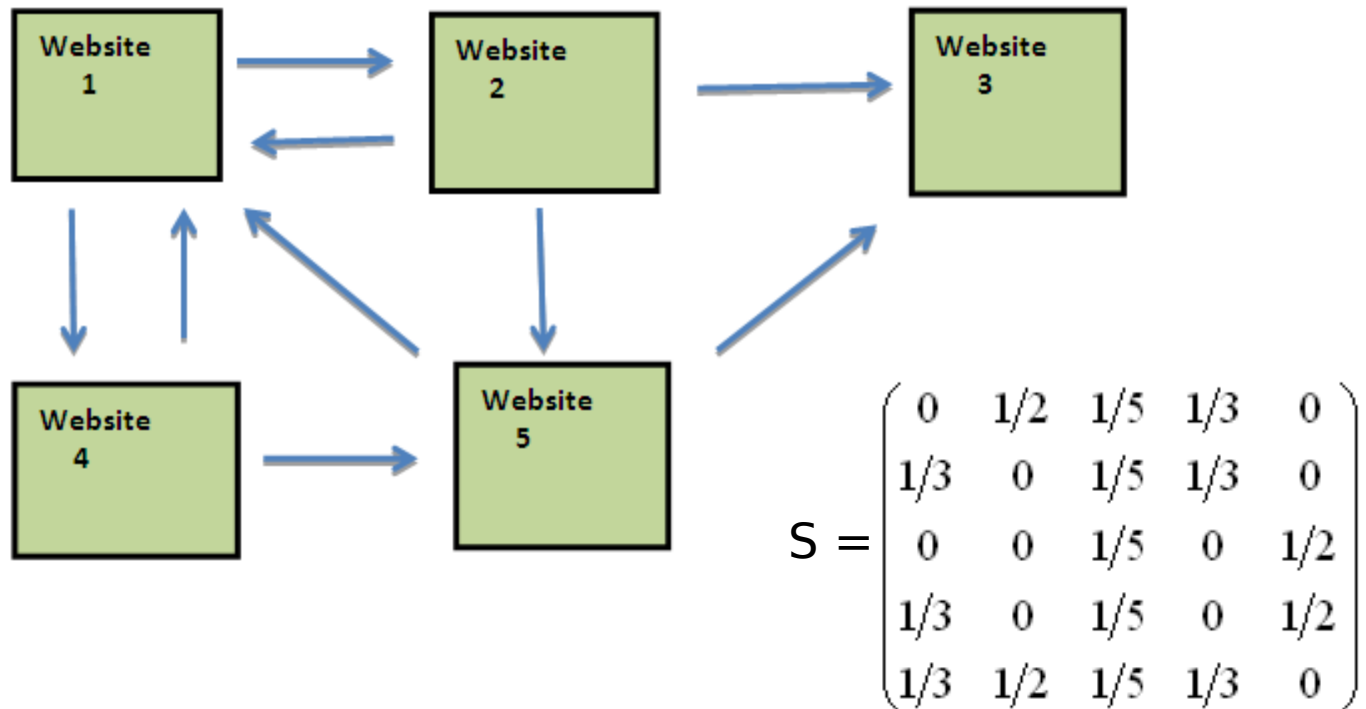 Website
1
Website
2
Website
3
Website
4
Website
5
S =
0 1/2 1/5 1/3 0
1/3 0 1/5 1/3 0
0 0 1/5 0 1/2
1/3 0 1/5 0 1/2
1/3 1/2 1/5 1/3 0